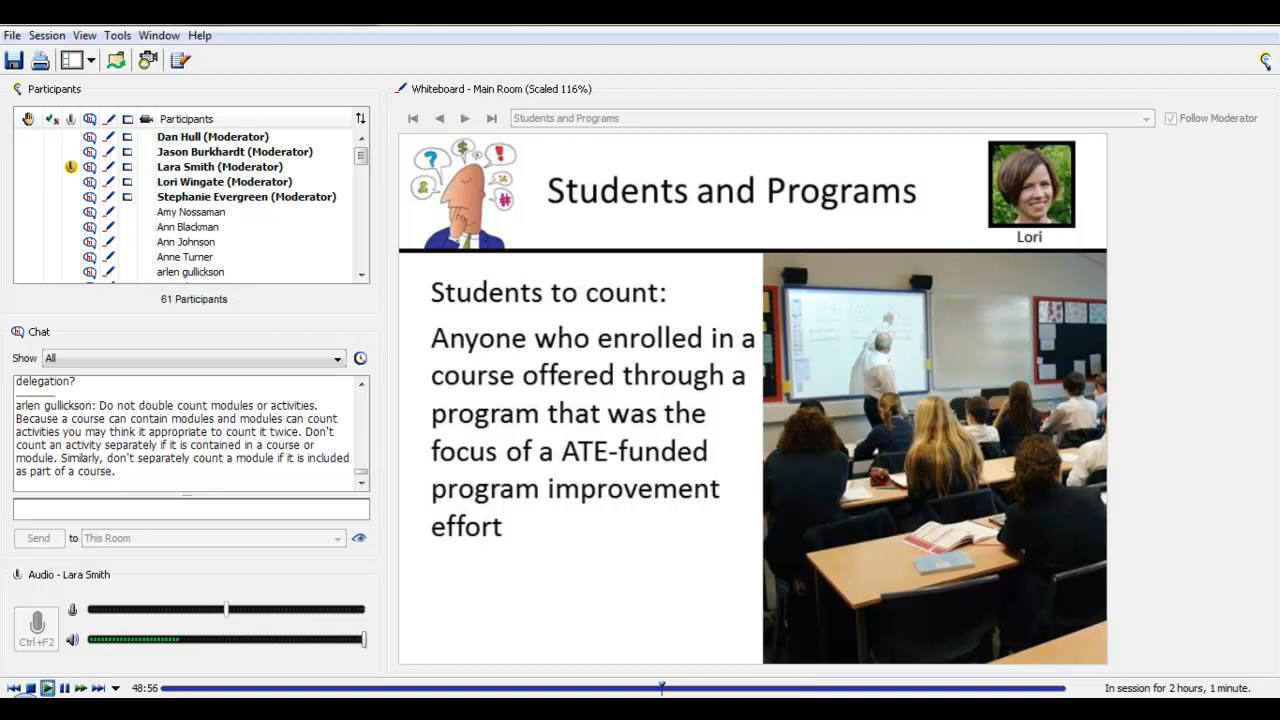 File Session View Tools Window Help
Participants
Participants
Dan Hull (Moderator)
Jason Burkhardt (Moderator)
Lara Smith (Moderator)
Lori Wingate (Moderator)
Stephanie Evergreen (Moderator)
Amy Nossaman
Ann Blackman
Ann Johnson
Anne Turner
arlen gullickson
61 Participants
Chat
Show All
delegation?
arlen gullickson: Do not double count modules or activities.
Because a course can contain modules and modules can count
activities you may think it appropriate to count it twice. Don't
count an activity separately if it is contained in a course or
module. Similarly, don't separately count a module if it is included
as part of a course.
Send to This Room
Audio - Lara Smith
Ctrl+F2
Whiteboard - Main Room (Scaled 116%)
Students and Programs
Follow Moderator
? $ ! & % #
Students and Programs
Lori
Students to count:
Anyone who enrolled in a
course offered through a
program that was the
focus of a ATE-funded
program improvement
effort
48:56
In session for 2 hours, 1 minute.